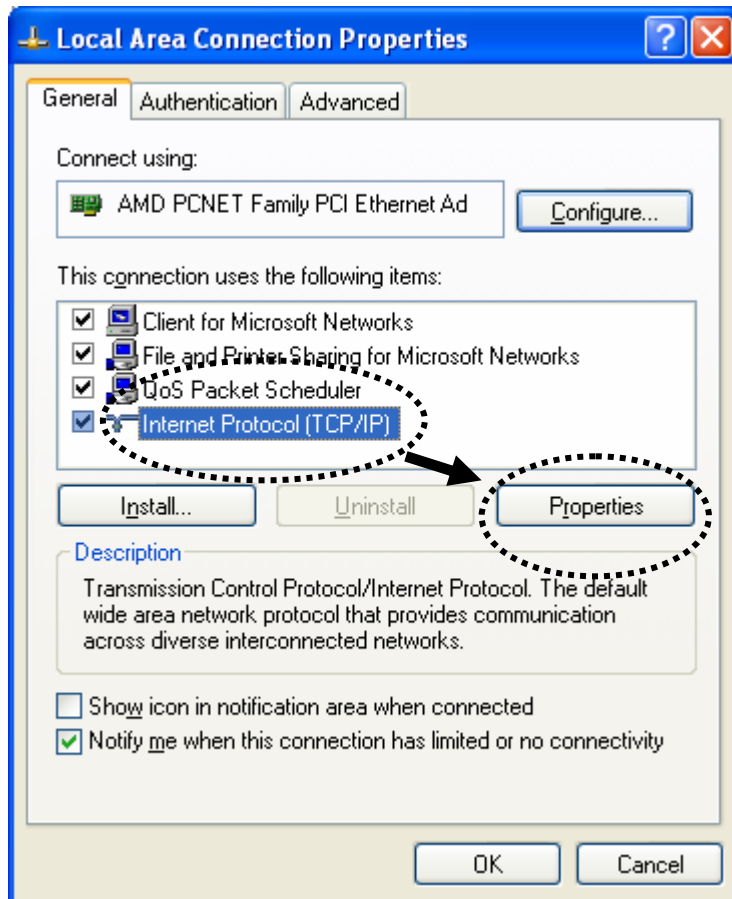 Local Area Connection Properties
General Authentication Advanced
Connect using:
AMD PCNET Family PCI Ethernet Ad Configure...
This connection uses the following items:
Client for Microsoft Networks
File and Printer Sharing for Microsoft Networks
QoS Packet Scheduler
Internet Protocol (TCP/IP)
Install... Uninstall Properties
Description
Transmission Control Protocol/Internet Protocol. The default
wide area network protocol that provides communication
across diverse interconnected networks.
Show icon in notification area when connected
Notify me when this connection has limited or no connectivity
OK Cancel